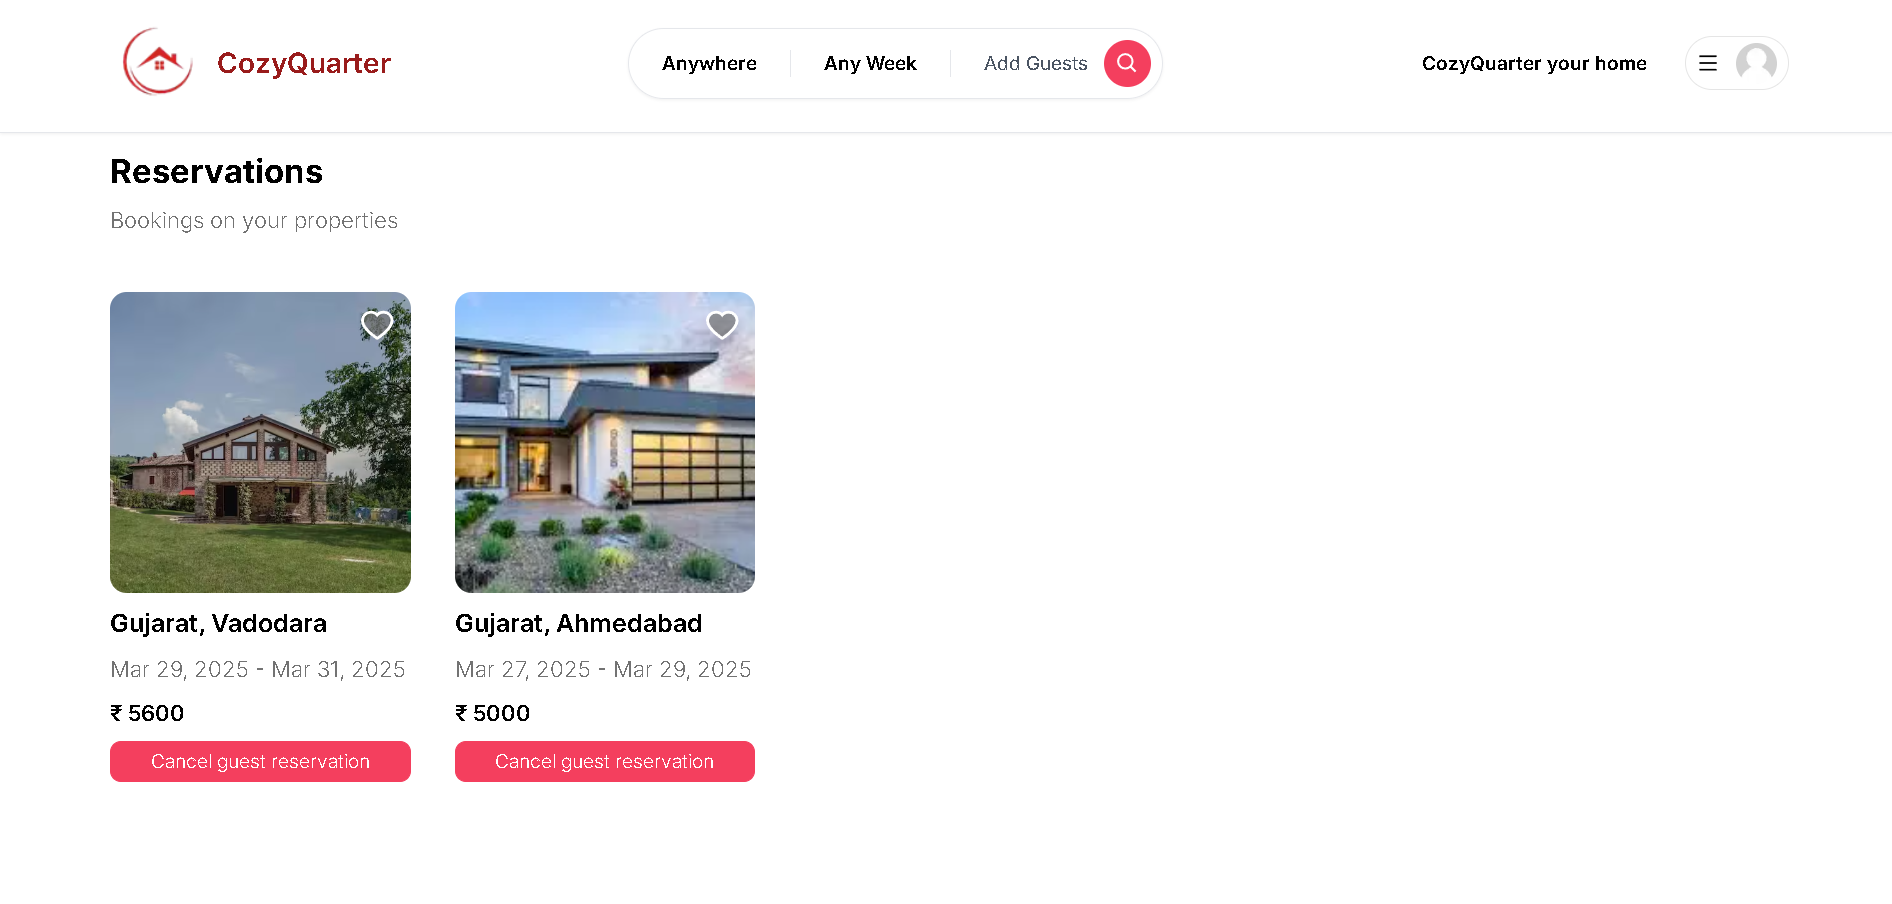 CozyQuarter
Anywhere
Any Week
Add Guests
CozyQuarter your home
Reservations
Bookings on your properties
Gujarat, Vadodara
Mar 29, 2025 - Mar 31, 2025
₹ 5600
Cancel guest reservation
Gujarat, Ahmedabad
Mar 27, 2025 - Mar 29, 2025
₹ 5000
Cancel guest reservation